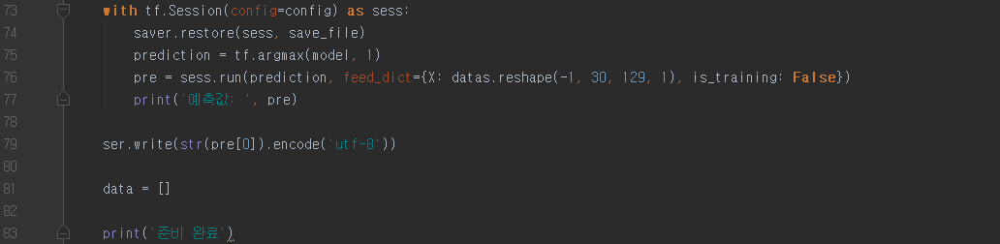 73 with tf.Session(config=config) as sess:
74 saver.restore(sess, save_file)
75 prediction = tf.argmax(model, 1)
76 pre = sess.run(prediction, feed_dict={X: datas.reshape(-1, 30, 129, 1), is_training: False})
77 print('예측값: ', pre)
78
79 ser.write(str(pre[0]).encode('utf-8'))
80
81 data = []
82
83 print('준비 완료')